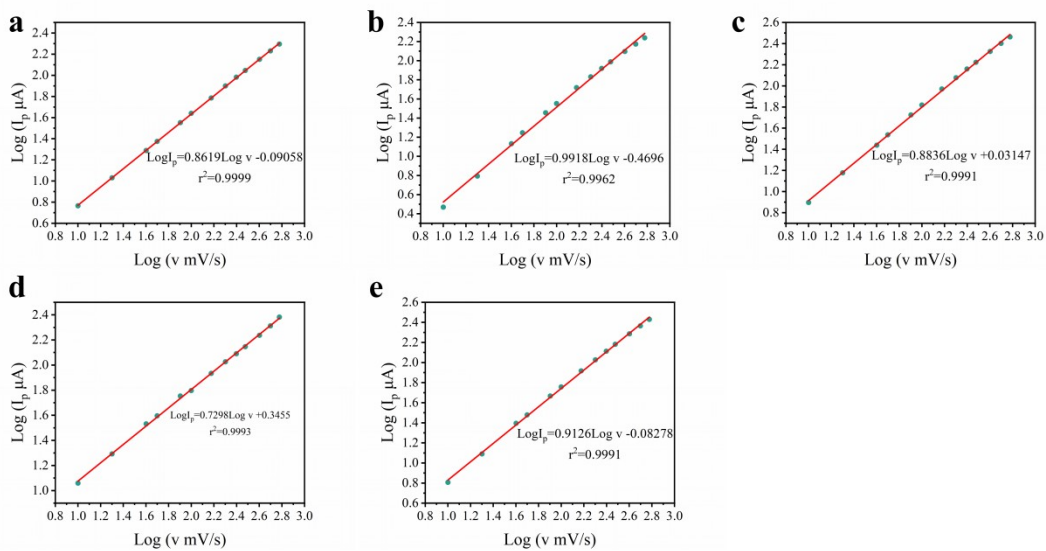 a
2.4
2.2
2.0
1.8
1.6
1.4
1.2
1.0
0.8
0.6
Log (Ip μA)
LogIp=0.8619Log v -0.09058
r²=0.9999
0.8 1.0 1.2 1.4 1.6 1.8 2.0 2.2 2.4 2.6 2.8 3.0
Log (v mV/s)
b
2.4
2.2
2.0
1.8
1.6
1.4
1.2
1.0
0.8
0.6
0.4
Log (Ip μA)
LogIp=0.9918Log v -0.4696
r²=0.9962
0.8 1.0 1.2 1.4 1.6 1.8 2.0 2.2 2.4 2.6 2.8 3.0
Log (v mV/s)
c
2.6
2.4
2.2
2.0
1.8
1.6
1.4
1.2
1.0
0.8
Log (Ip μA)
LogIp=0.8836Log v +0.03147
r²=0.9991
0.8 1.0 1.2 1.4 1.6 1.8 2.0 2.2 2.4 2.6 2.8 3.0
Log (v mV/s)
d
2.4
2.2
2.0
1.8
1.6
1.4
1.2
1.0
Log (Ip μA)
LogIp=0.7298Log v +0.3455
r²=0.9993
0.8 1.0 1.2 1.4 1.6 1.8 2.0 2.2 2.4 2.6 2.8 3.0
Log (v mV/s)
e
2.6
2.4
2.2
2.0
1.8
1.6
1.4
1.2
1.0
0.8
0.6
Log (Ip μA)
LogIp=0.9126Log v -0.08278
r²=0.9991
0.8 1.0 1.2 1.4 1.6 1.8 2.0 2.2 2.4 2.6 2.8 3.0
Log (v mV/s)